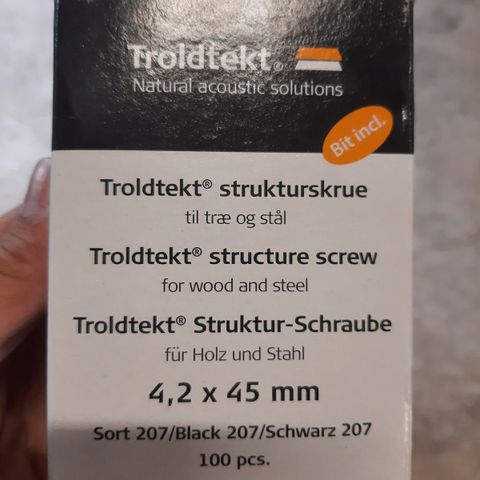 Troldtekt®
Natural acoustic solutions
Bit incl.
Troldtekt® strukturskrue
til træ og stål
Troldtekt® structure screw
for wood and steel
Troldtekt® Struktur-Schraube
für Holz und Stahl
4,2 x 45 mm
Sort 207/Black 207/Schwarz 207
100 pcs.